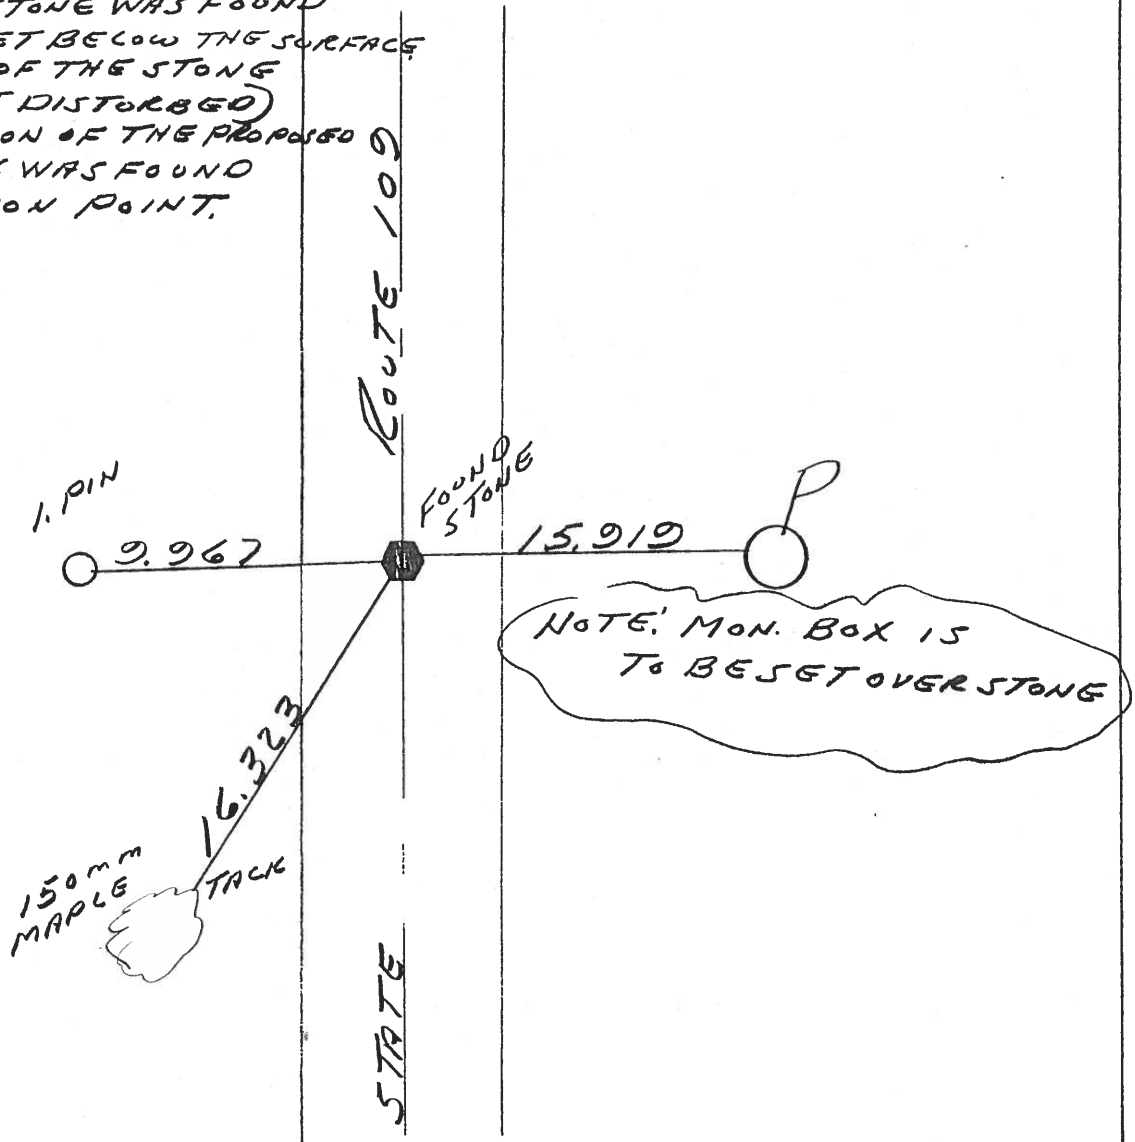 STONE WAS FOUND
ET BELOW THE SURFACE.
OF THE STONE
T DISTURBED)
ON OF THE PROPOSED
WAS FOUND
ON POINT.
ROUTE 109
FOUND
STONE
I. PIN
9.967
15.919
NOTE: MON. BOX IS
TO BE SET OVER STONE
16.323
150mm
MAPLE
TACK
STATE